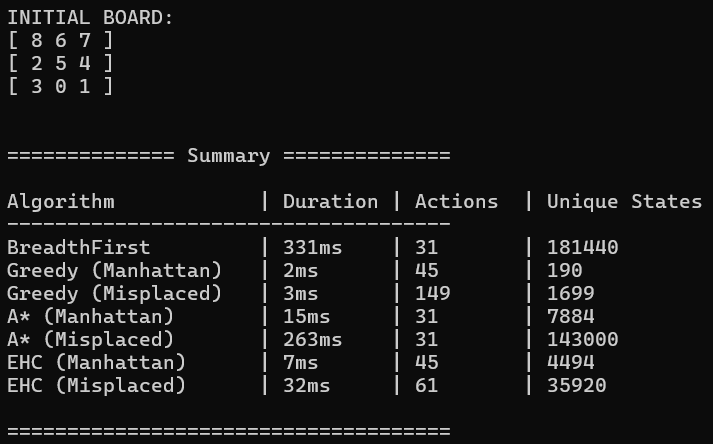 INITIAL BOARD:
[ 8 6 7 ]
[ 2 5 4 ]
[ 3 0 1 ]
============== Summary ==============
Algorithm | Duration | Actions | Unique States
-------------------------------------
BreadthFirst | 331ms | 31 | 181440
Greedy (Manhattan) | 2ms | 45 | 190
Greedy (Misplaced) | 3ms | 149 | 1699
A* (Manhattan) | 15ms | 31 | 7884
A* (Misplaced) | 263ms | 31 | 143000
EHC (Manhattan) | 7ms | 45 | 4494
EHC (Misplaced) | 32ms | 61 | 35920
=====================================